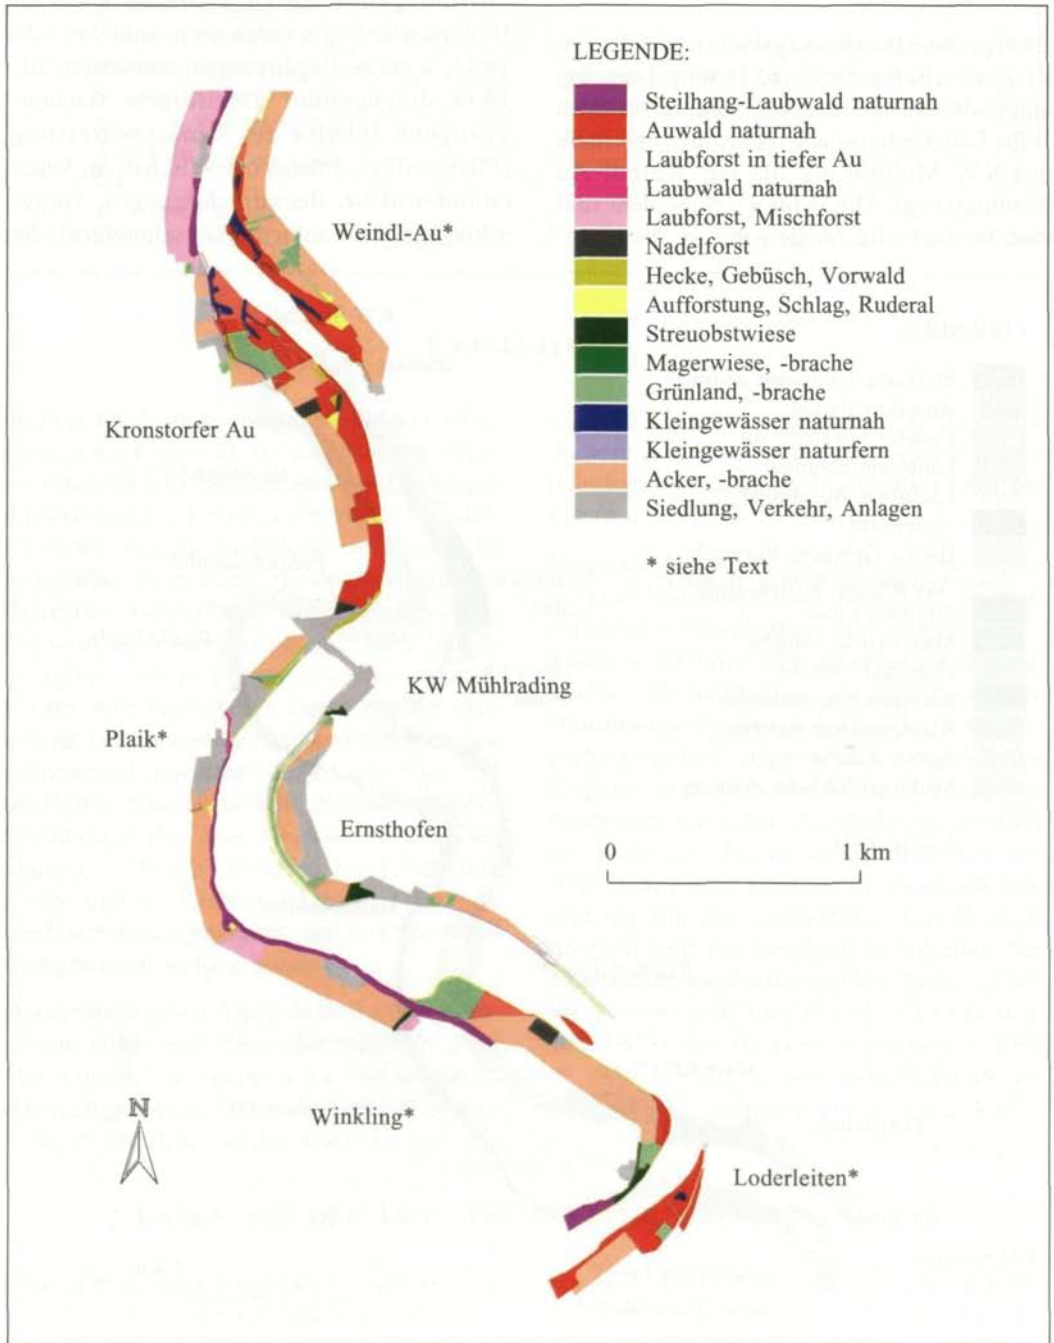 LEGENDE:
Steilhang-Laubwald naturnah
Auwald naturnah
Laubforst in tiefer Au
Laubwald naturnah
Laubforst, Mischforst
Nadelforst
Hecke, Gebüsch, Vorwald
Aufforstung, Schlag, Ruderal
Streuobstwiese
Magerwiese, -brache
Grünland, -brache
Kleingewässer naturnah
Kleingewässer naturfern
Acker, -brache
Siedlung, Verkehr, Anlagen
* siehe Text
Weindl-Au*
Kronstorfer Au
KW Mühlrading
Plaik*
Ernsthofen
0 1 km
Winkling*
N
Loderleiten*